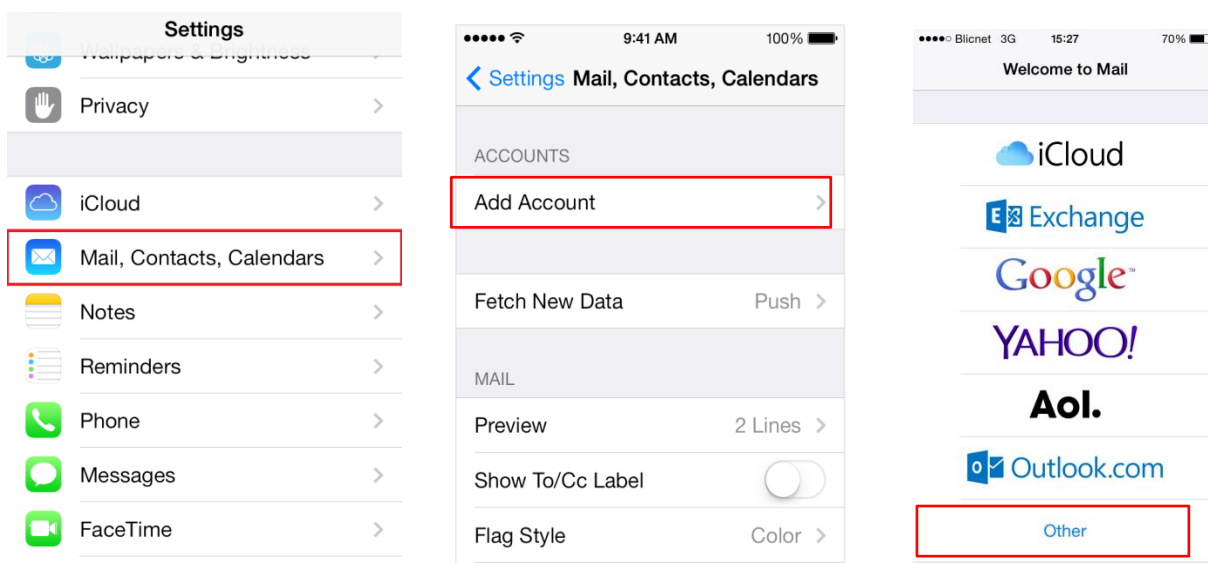 Settings
Wallpapers & Brightness
Privacy
iCloud
Mail, Contacts, Calendars
Notes
Reminders
Phone
Messages
FaceTime
9:41 AM 100%
Settings Mail, Contacts, Calendars
ACCOUNTS
Add Account
Fetch New Data Push
MAIL
Preview 2 Lines
Show To/Cc Label
Flag Style Color
Blicnet 3G 15:27 70%
Welcome to Mail
iCloud
E Exchange
Google™
YAHOO!
Aol.
o Outlook.com
Other